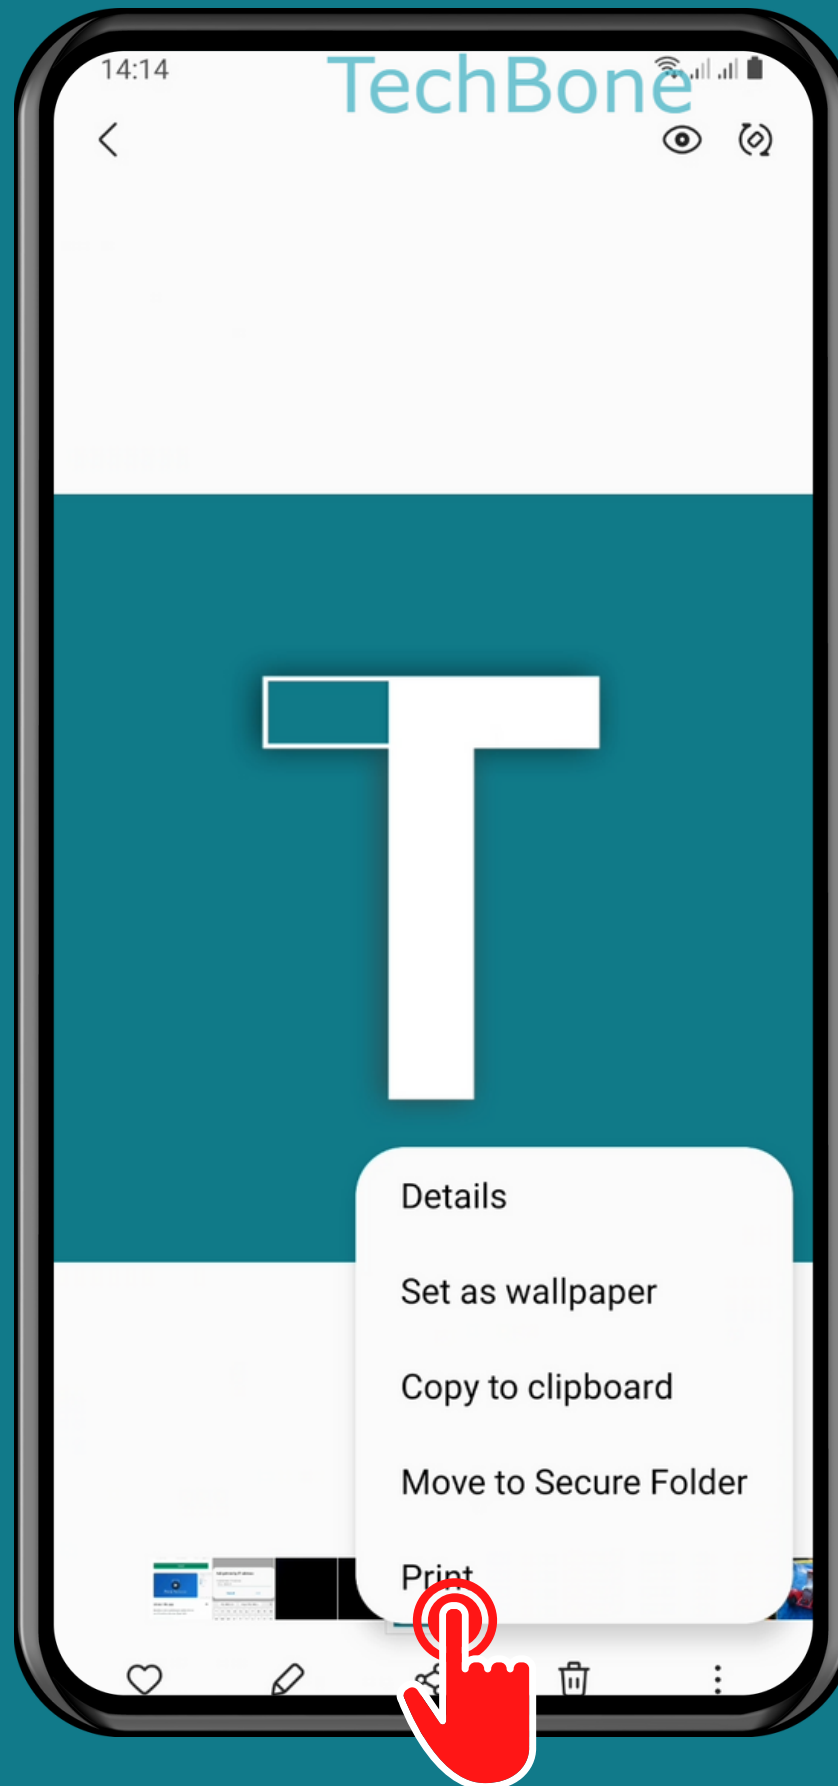 14:14
TechBone
T
Details
Set as wallpaper
Copy to clipboard
Move to Secure Folder
Print